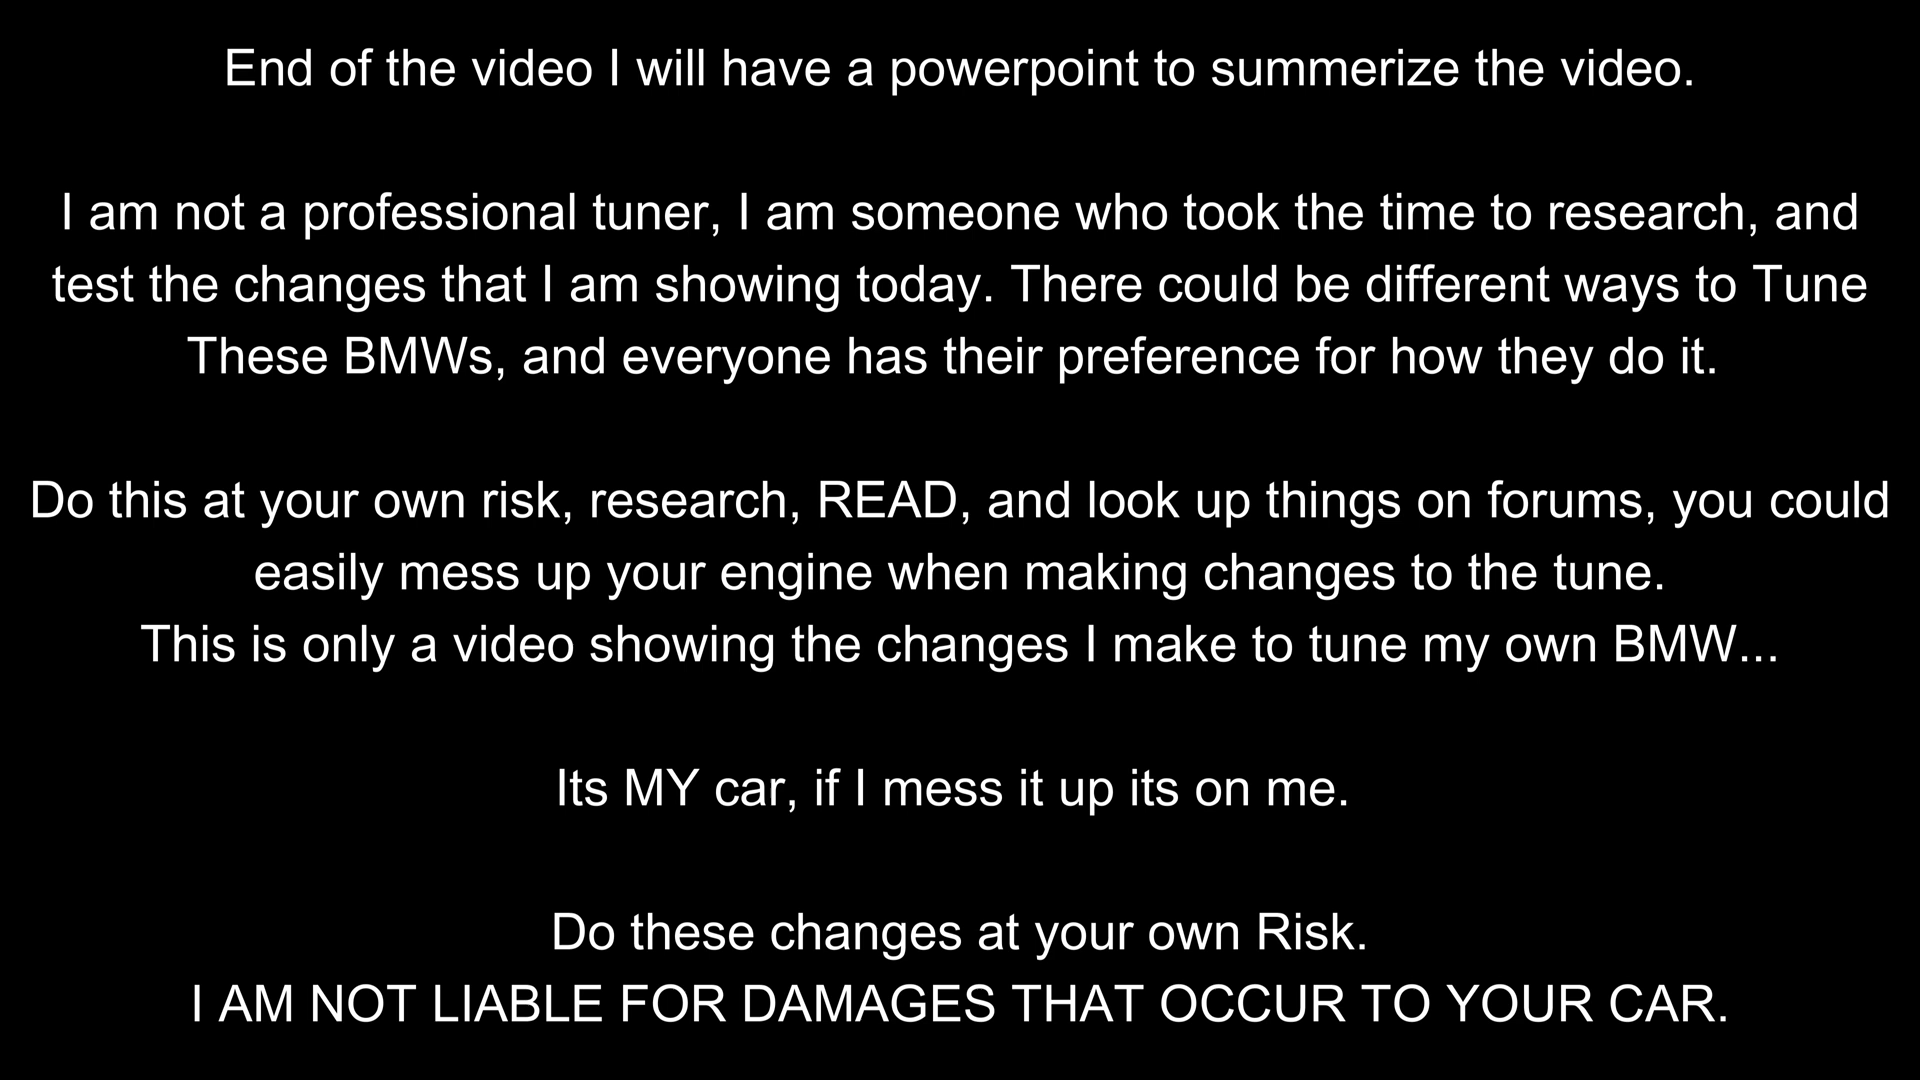 End of the video I will have a powerpoint to summerize the video.
I am not a professional tuner, I am someone who took the time to research, and
test the changes that I am showing today. There could be different ways to Tune
These BMWs, and everyone has their preference for how they do it.
Do this at your own risk, research, READ, and look up things on forums, you could
easily mess up your engine when making changes to the tune.
This is only a video showing the changes I make to tune my own BMW...
Its MY car, if I mess it up its on me.
Do these changes at your own Risk.
I AM NOT LIABLE FOR DAMAGES THAT OCCUR TO YOUR CAR.